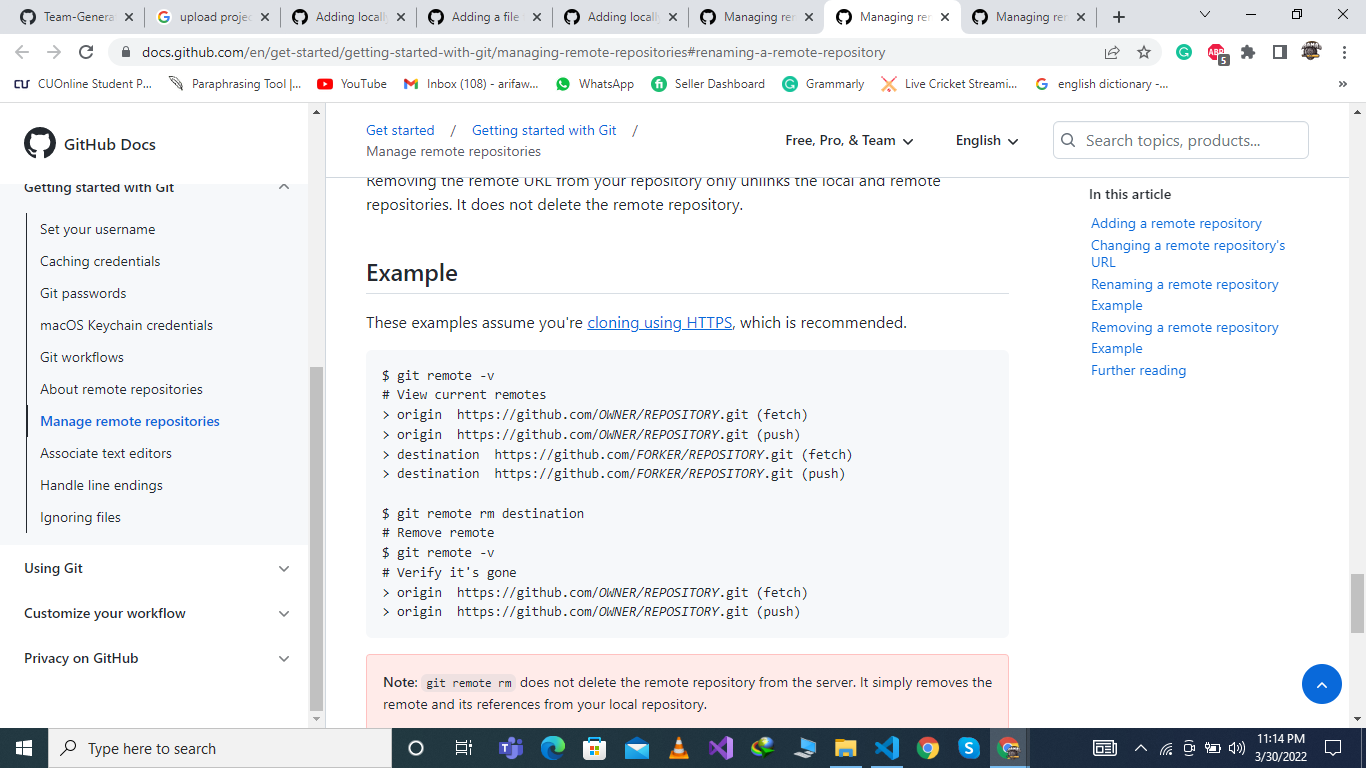 Team-Genera
upload projec
Adding locall
Adding a file
Adding locall
Managing rem
Managing rem
Managing rem
docs.github.com/en/get-started/getting-started-with-git/managing-remote-repositories#renaming-a-remote-repository
ABP
5
CUOnline Student P...
Paraphrasing Tool |...
YouTube
Inbox (108) - arifaw...
WhatsApp
Seller Dashboard
Grammarly
Live Cricket Streami...
english dictionary -...
»
GitHub Docs
Get started / Getting started with Git /
Manage remote repositories
Free, Pro, & Team
English
Search topics, products...
Getting started with Git
Set your username
Caching credentials
Git passwords
macOS Keychain credentials
Git workflows
About remote repositories
Manage remote repositories
Associate text editors
Handle line endings
Ignoring files
Using Git
Customize your workflow
Privacy on GitHub
Removing the remote URL from your repository only unlinks the local and remote
repositories. It does not delete the remote repository.
Example
These examples assume you're cloning using HTTPS, which is recommended.
$ git remote -v
# View current remotes
> origin  https://github.com/OWNER/REPOSITORY.git (fetch)
> origin  https://github.com/OWNER/REPOSITORY.git (push)
> destination  https://github.com/FORKER/REPOSITORY.git (fetch)
> destination  https://github.com/FORKER/REPOSITORY.git (push)
$ git remote rm destination
# Remove remote
$ git remote -v
# Verify it's gone
> origin  https://github.com/OWNER/REPOSITORY.git (fetch)
> origin  https://github.com/OWNER/REPOSITORY.git (push)
Note: git remote rm does not delete the remote repository from the server. It simply removes the
remote and its references from your local repository.
In this article
Adding a remote repository
Changing a remote repository's
URL
Renaming a remote repository
Example
Removing a remote repository
Example
Further reading
Type here to search
11:14 PM
3/30/2022